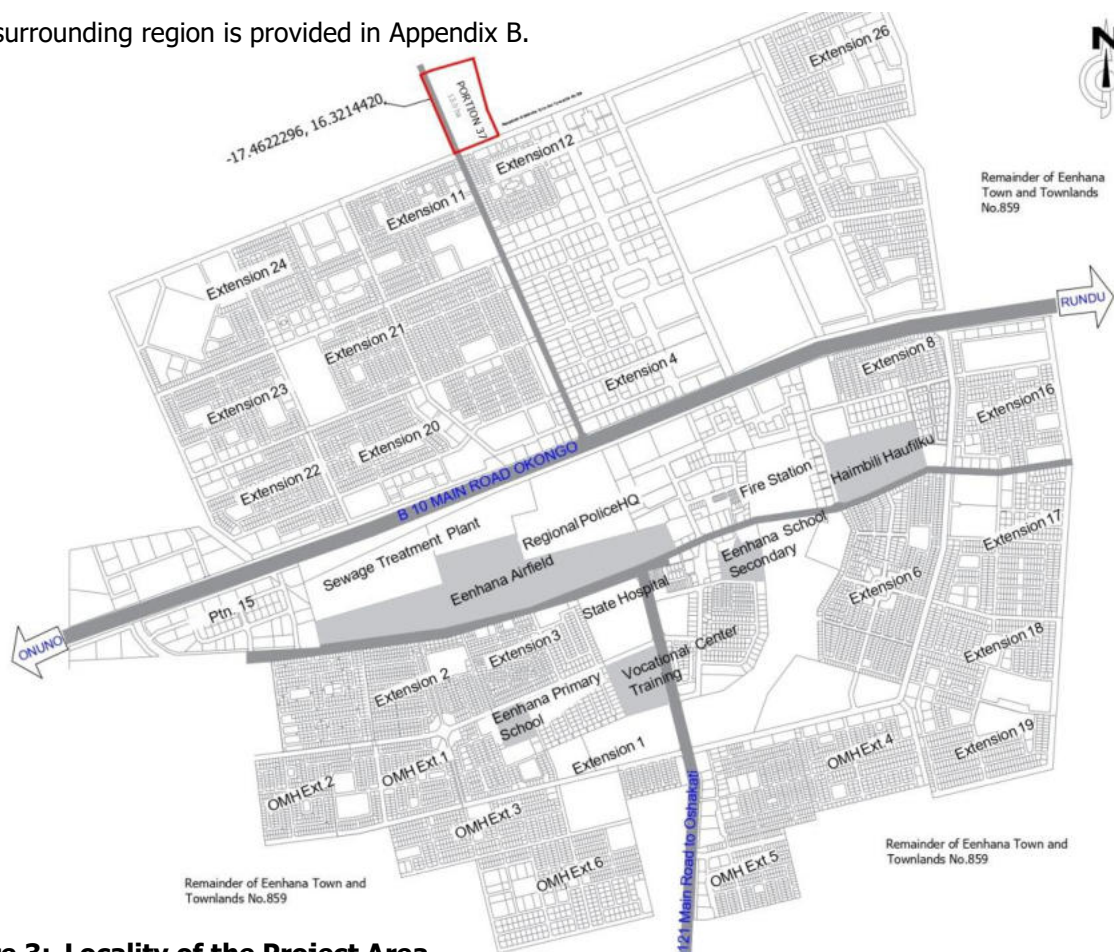 surrounding region is provided in Appendix B.
N
Extension 26
PORTION 37
-17.4622296, 16.3214420,
Extension12
Remainder of Eenhana
Town and Townlands
No.859
Extension 11
Extension 24
RUNDU
Extension 21
Extension 4
Extension 8
Extension 23
Extension16
Extension 20
Haimbili Haufilku
Extension 22
B 10 MAIN ROAD OKONGO
Fire Station
Regional PoliceHQ
Sewage Treatment Plant
Extension 17
Eenhana School
Secondary
Eenhana Airfield
Extension 6
State Hospital
Ptn. 15
ONUNO
Extension 18
Extension 3
Vocational Center
Training
Extension 2
Eenhana Primary
School
Extension 19
OMH Ext.4
Extension 1
OMH Ext.1
OMH Ext.2
OMH Ext.3
121 Main Road to Oshakati
Remainder of Eenhana Town and
Townlands No.859
OMH Ext.5
OMH Ext.6
Remainder of Eenhana Town and
Townlands No.859
3: Locality of the Project Area